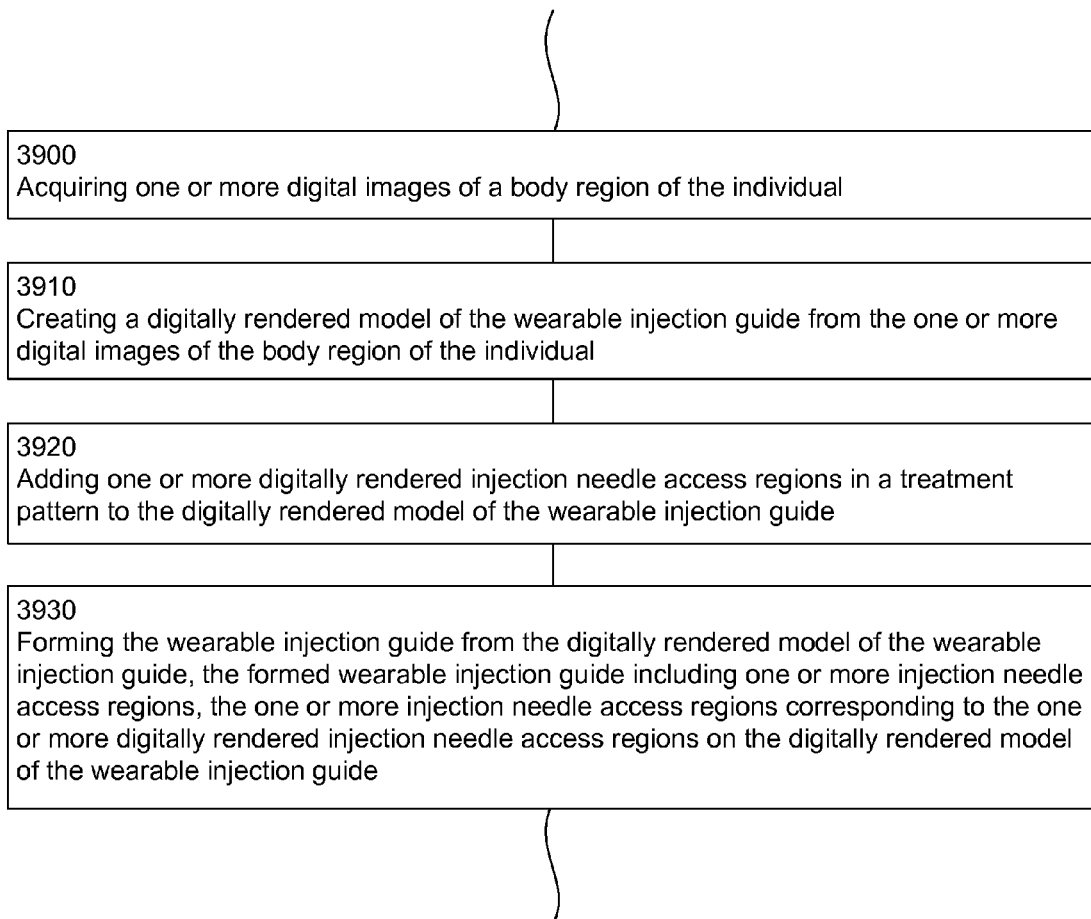 3900
Acquiring one or more digital images of a body region of the individual
3910
Creating a digitally rendered model of the wearable injection guide from the one or more
digital images of the body region of the individual
3920
Adding one or more digitally rendered injection needle access regions in a treatment
pattern to the digitally rendered model of the wearable injection guide
3930
Forming the wearable injection guide from the digitally rendered model of the wearable
injection guide, the formed wearable injection guide including one or more injection needle
access regions, the one or more injection needle access regions corresponding to the one
or more digitally rendered injection needle access regions on the digitally rendered model
of the wearable injection guide